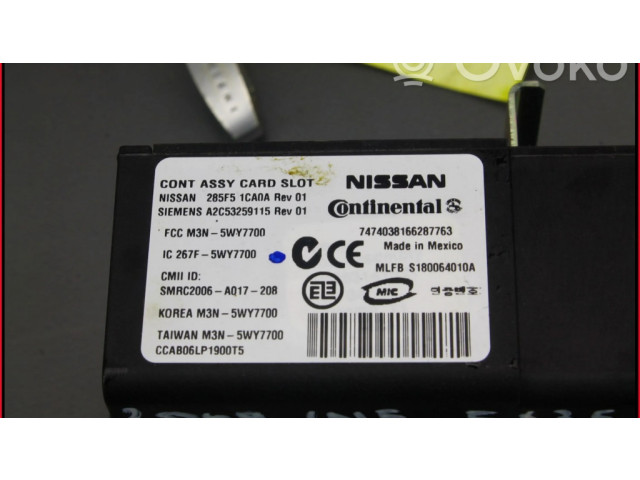 OVOKO
CONT ASSY CARD SLOT
NISSAN 285F5 1CA0A Rev 01
SIEMENS A2C53259115 Rev 01
FCC M3N-5WY7700
IC 267F-5WY7700
CMII ID:
SMRC2006-A017-208
KOREA M3N-5WY7700
TAIWAN M3N-5WY7700
CCAB06LP1900T5
NISSAN
Continental
7474038166287763
Made in Mexico
MLFB S180064010A
CE
MIC